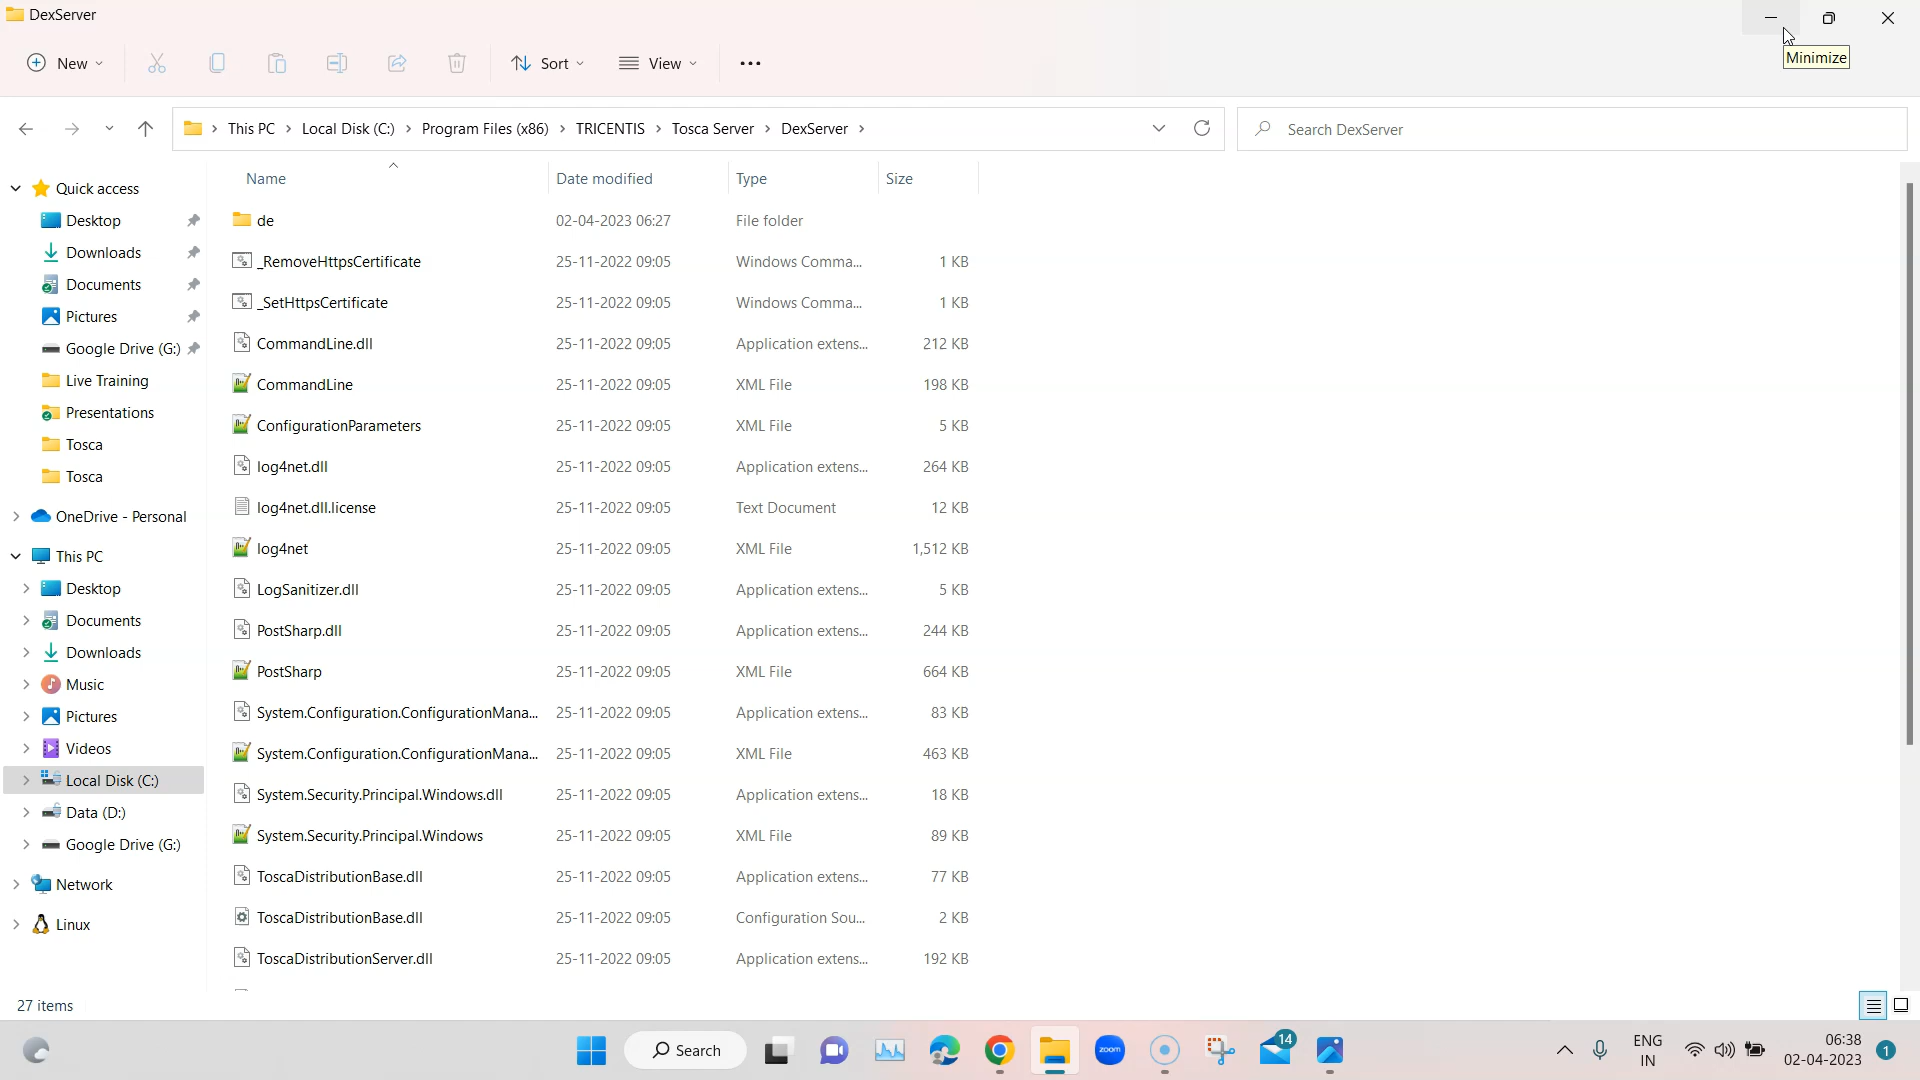 DexServer
Minimize
New
Sort
View
This PC > Local Disk (C:) > Program Files (x86) > TRICENTIS > Tosca Server > DexServer >
Search DexServer
Name Date modified Type Size
Quick access
Desktop
Downloads
Documents
Pictures
Google Drive (G:)
Live Training
Presentations
Tosca
Tosca
OneDrive - Personal
This PC
Desktop
Documents
Downloads
Music
Pictures
Videos
Local Disk (C:)
Data (D:)
Google Drive (G:)
Network
Linux
de 02-04-2023 06:27 File folder
_RemoveHttpsCertificate 25-11-2022 09:05 Windows Comma... 1 KB
_SetHttpsCertificate 25-11-2022 09:05 Windows Comma... 1 KB
CommandLine.dll 25-11-2022 09:05 Application extens... 212 KB
CommandLine 25-11-2022 09:05 XML File 198 KB
ConfigurationParameters 25-11-2022 09:05 XML File 5 KB
log4net.dll 25-11-2022 09:05 Application extens... 264 KB
log4net.dll.license 25-11-2022 09:05 Text Document 12 KB
log4net 25-11-2022 09:05 XML File 1,512 KB
LogSanitizer.dll 25-11-2022 09:05 Application extens... 5 KB
PostSharp.dll 25-11-2022 09:05 Application extens... 244 KB
PostSharp 25-11-2022 09:05 XML File 664 KB
System.Configuration.ConfigurationMana... 25-11-2022 09:05 Application extens... 83 KB
System.Configuration.ConfigurationMana... 25-11-2022 09:05 XML File 463 KB
System.Security.Principal.Windows.dll 25-11-2022 09:05 Application extens... 18 KB
System.Security.Principal.Windows 25-11-2022 09:05 XML File 89 KB
ToscaDistributionBase.dll 25-11-2022 09:05 Application extens... 77 KB
ToscaDistributionBase.dll 25-11-2022 09:05 Configuration Sou... 2 KB
ToscaDistributionServer.dll 25-11-2022 09:05 Application extens... 192 KB
27 items
Search
zoom
14
ENG
IN
06:38
02-04-2023
1